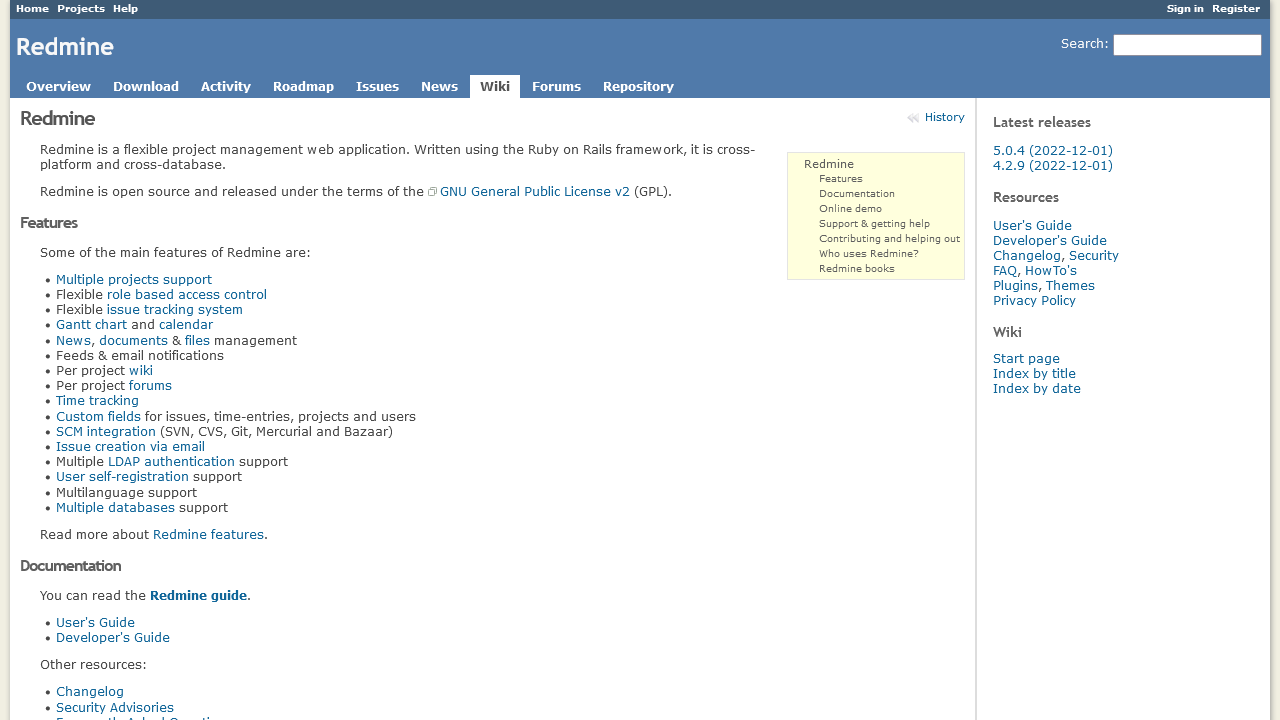 Home Projects Help
Sign in Register
Redmine
Search:
Overview Download Activity Roadmap Issues News Wiki Forums Repository
Redmine
History
Redmine is a flexible project management web application. Written using the Ruby on Rails framework, it is cross-
platform and cross-database.
Redmine is open source and released under the terms of the GNU General Public License v2 (GPL).
Redmine
Features
Documentation
Online demo
Support & getting help
Contributing and helping out
Who uses Redmine?
Redmine books
Features
Some of the main features of Redmine are:
• Multiple projects support
• Flexible role based access control
• Flexible issue tracking system
• Gantt chart and calendar
• News, documents & files management
• Feeds & email notifications
• Per project wiki
• Per project forums
• Time tracking
• Custom fields for issues, time-entries, projects and users
• SCM integration (SVN, CVS, Git, Mercurial and Bazaar)
• Issue creation via email
• Multiple LDAP authentication support
• User self-registration support
• Multilanguage support
• Multiple databases support
Read more about Redmine features.
Documentation
You can read the Redmine guide.
• User's Guide
• Developer's Guide
Other resources:
• Changelog
• Security Advisories
Latest releases
5.0.4 (2022-12-01)
4.2.9 (2022-12-01)
Resources
User's Guide
Developer's Guide
Changelog, Security
FAQ, HowTo's
Plugins, Themes
Privacy Policy
Wiki
Start page
Index by title
Index by date